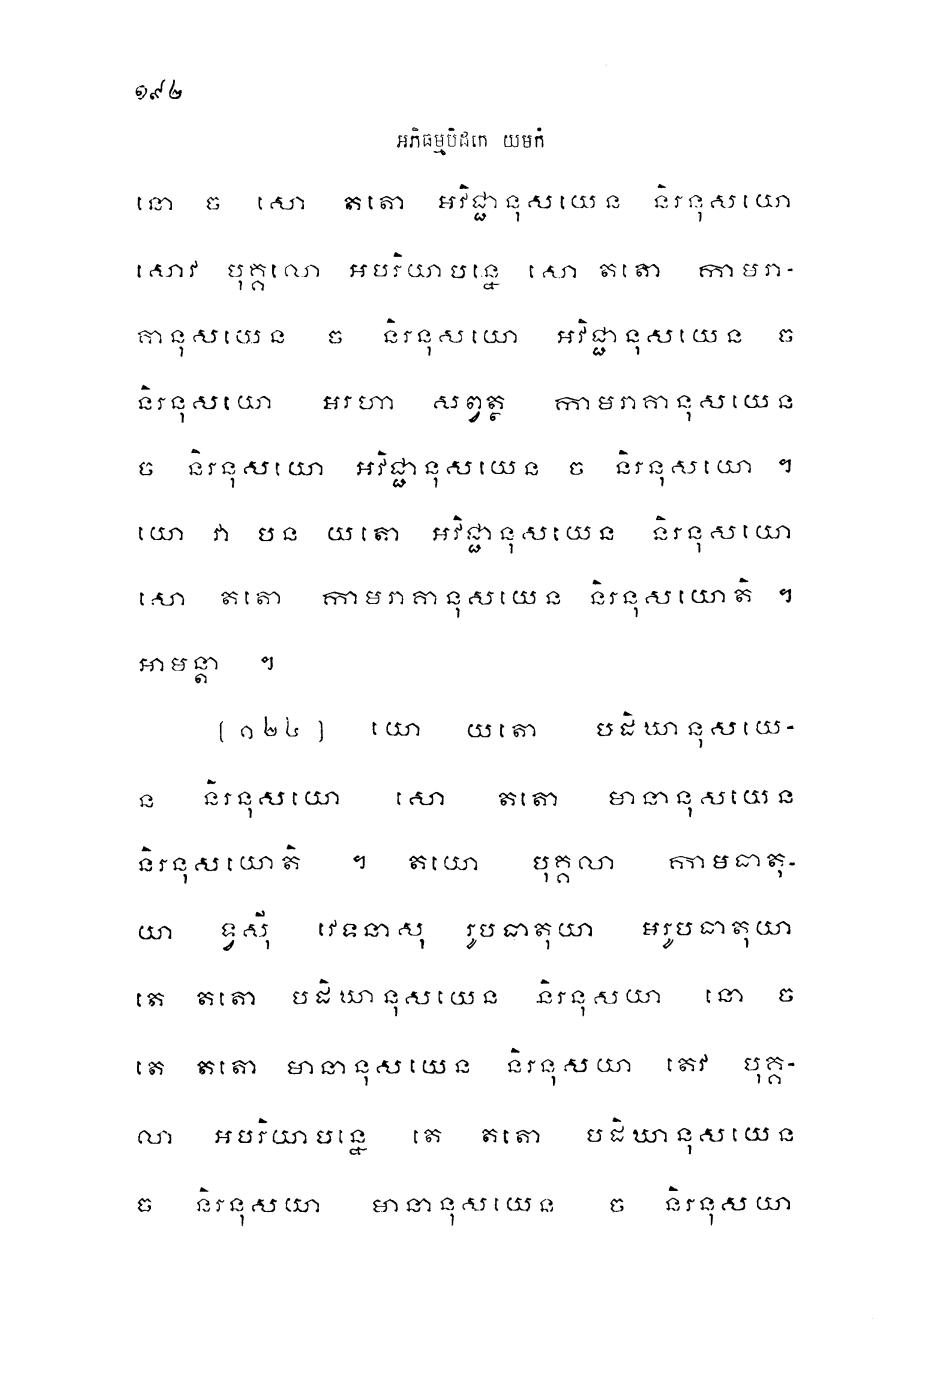 ១៩២
អភិធម្មបិដកេ យមកំ
នោ ច សោ តតោ អវិជ្ជានុសយេន និរនុសយោ
សោវ បុគ្គលោ អបរិយាបន្នេ សោ តតោ កាមរា-
គានុសយេន ច និរនុសយោ អវិជ្ជានុសយេន ច
និរនុសយោ អរហា សព្វត្ថ កាមរាគានុសយេន
ច និរនុសយោ អវិជ្ជានុសយេន ច និរនុសយោ ។
យោ វា បន យតោ អវិជ្ជានុសយេន និរនុសយោ
សោ តតោ កាមរាគានុសយេន និរនុសយោតិ ។
អាមន្តា ។
[១២៤] យោ យតោ បដិឃានុសយេ-
ន និរនុសយោ សោ តតោ មានានុសយេន
និរនុសយោតិ ។ តយោ បុគ្គលា កាមធាតុ-
យា ទ្វីសុ វេទនាសុ រូបធាតុយា អរូបធាតុយា
តេ តតោ បដិឃានុសយេន និរនុសយា នោ ច
តេ តតោ មានានុសយេន និរនុសយា តេវ បុគ្គ-
លា អបរិយាបន្នេ តេ តតោ បដិឃានុសយេន
ច និរនុសយា មានានុសយេន ច និរនុសយា